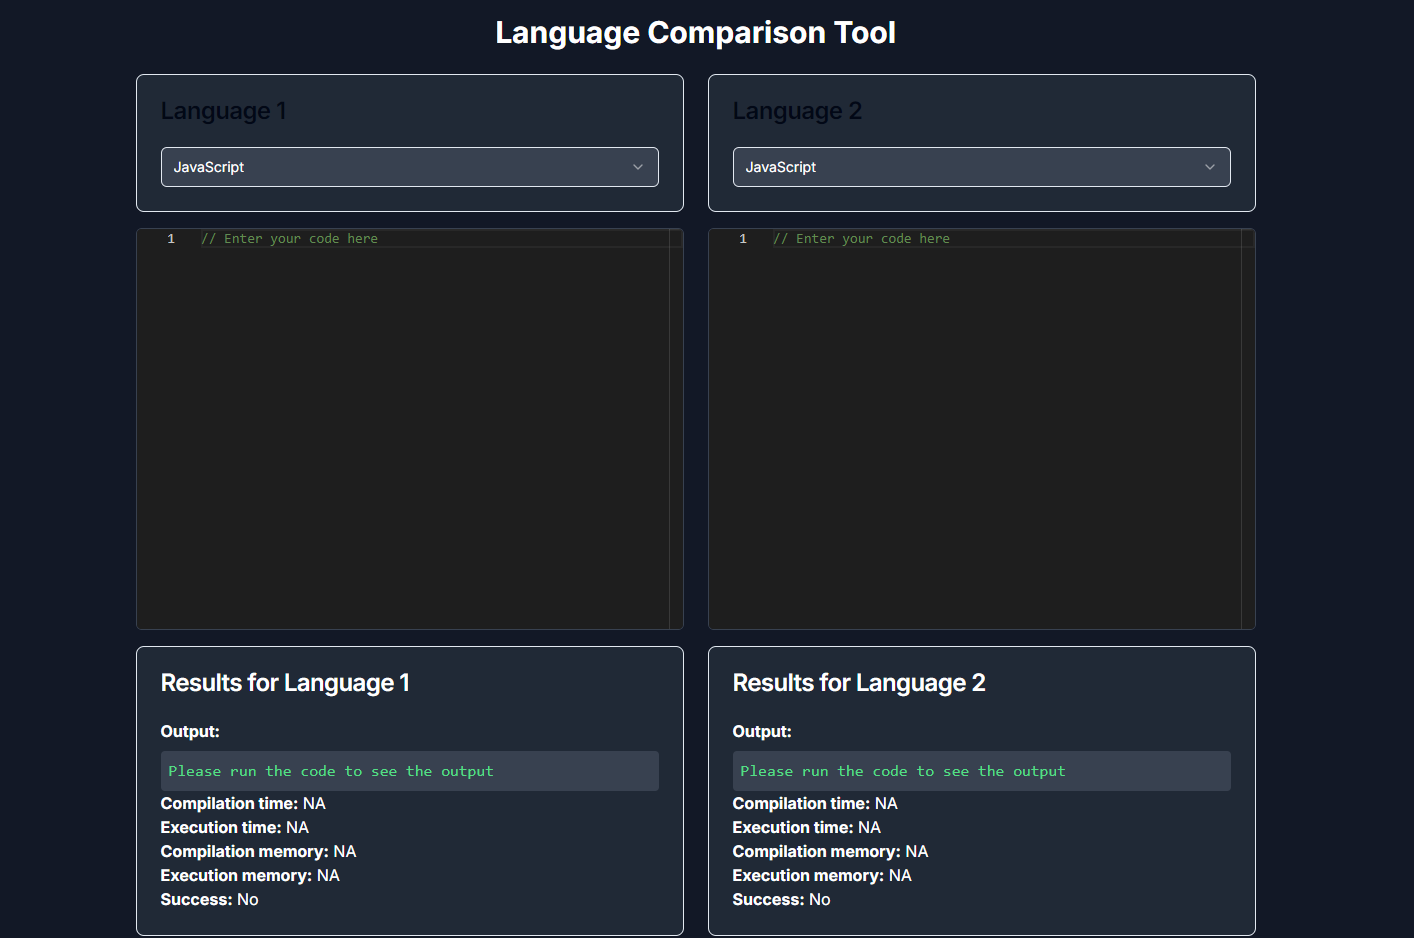 Language Comparison Tool
Language 1
JavaScript
1 // Enter your code here
Results for Language 1
Output:
Please run the code to see the output
Compilation time: NA
Execution time: NA
Compilation memory: NA
Execution memory: NA
Success: No
Language 2
JavaScript
1 // Enter your code here
Results for Language 2
Output:
Please run the code to see the output
Compilation time: NA
Execution time: NA
Compilation memory: NA
Execution memory: NA
Success: No